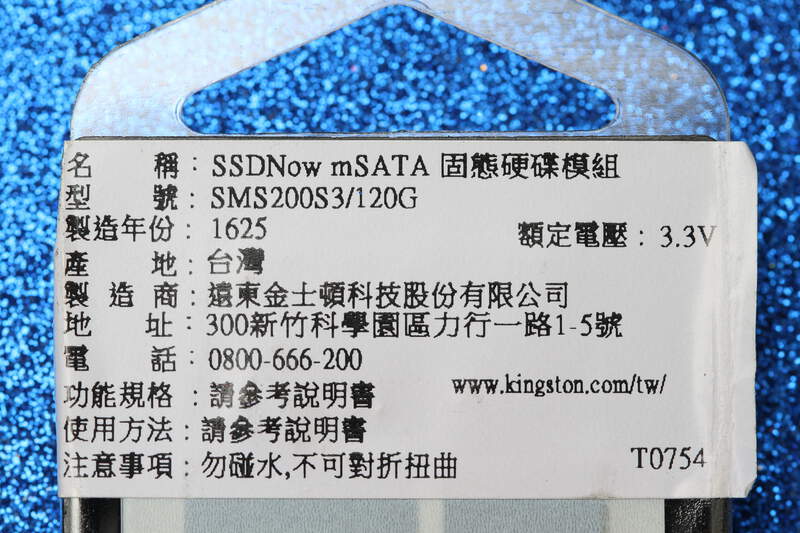 名 稱：SSDNow mSATA 固態硬碟模組
型 號：SMS200S3/120G
製造年份：1625 額定電壓：3.3V
產 地：台灣
製 造 商：遠東金士頓科技股份有限公司
地 址：300新竹科學園區力行一路1-5號
電 話：0800-666-200
功能規格：請參考說明書 www.kingston.com/tw/
使用方法：請參考說明書
注意事項：勿碰水,不可對折扭曲 T0754